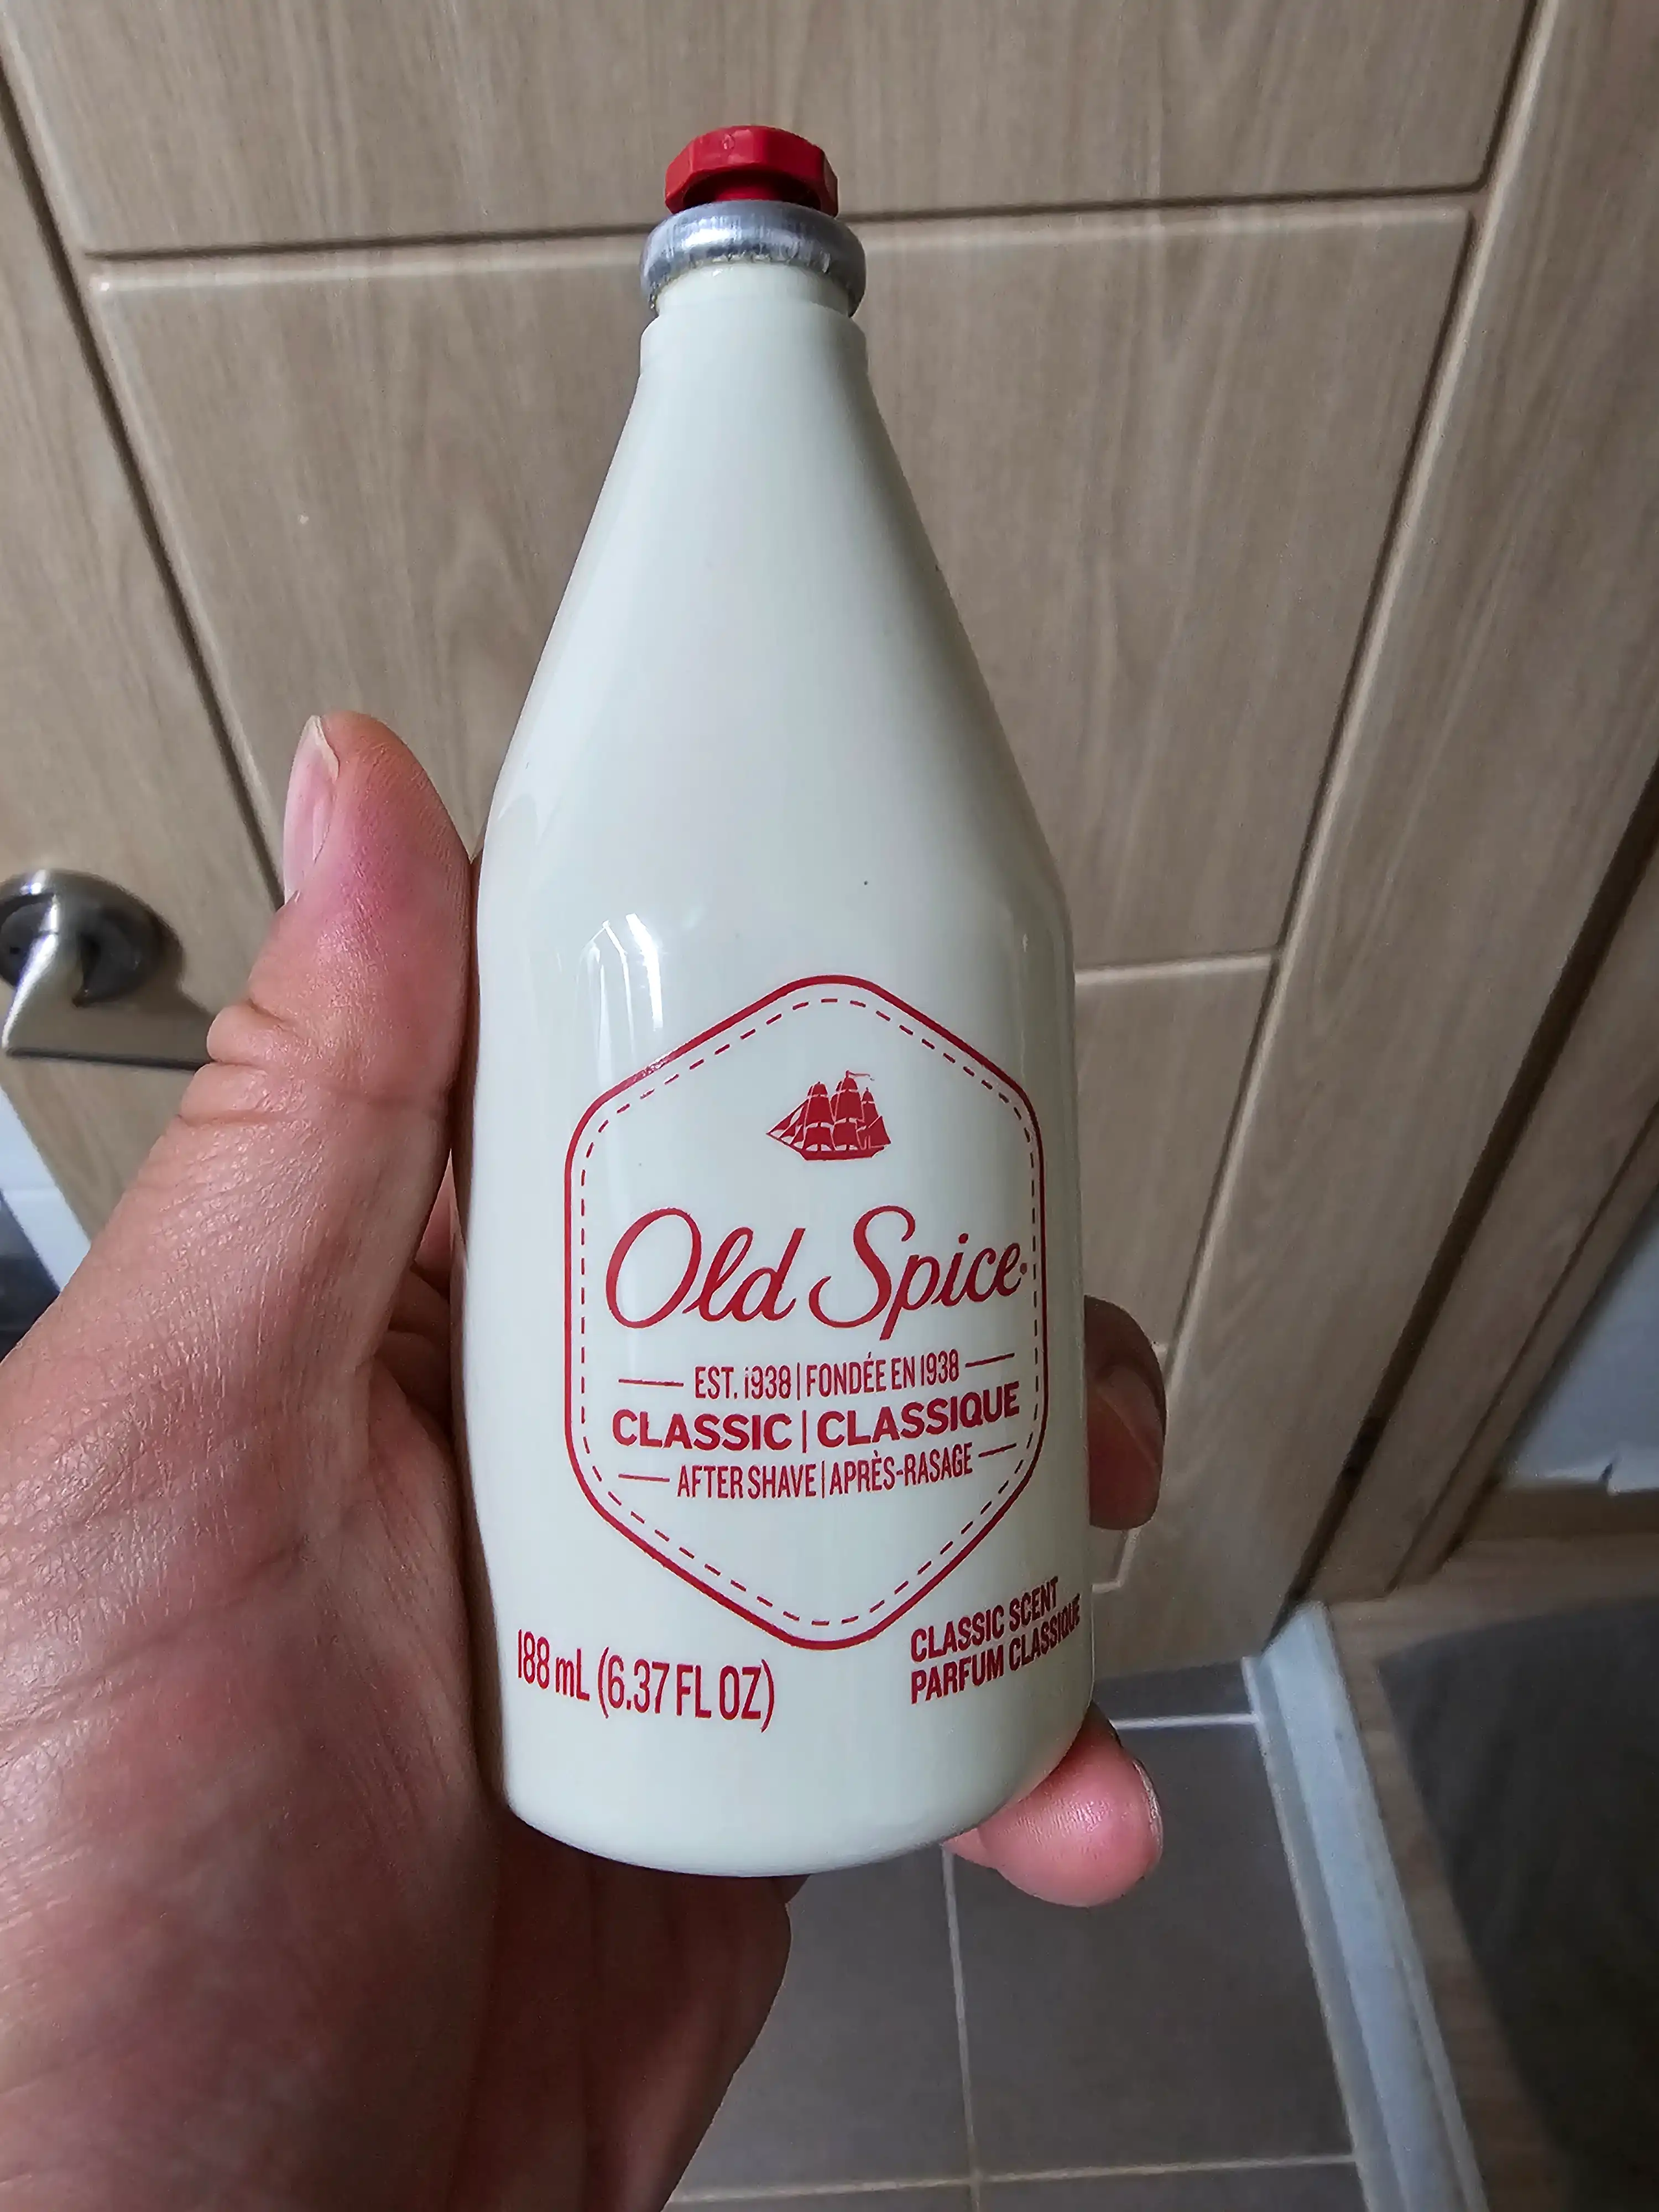 Old Spice
EST. 1938 | FONDÉE EN 1938
CLASSIC | CLASSIQUE
AFTER SHAVE | APRÈS-RASAGE
188 mL (6.37 FL OZ)
CLASSIC SCENT
PARFUM CLASSIQUE